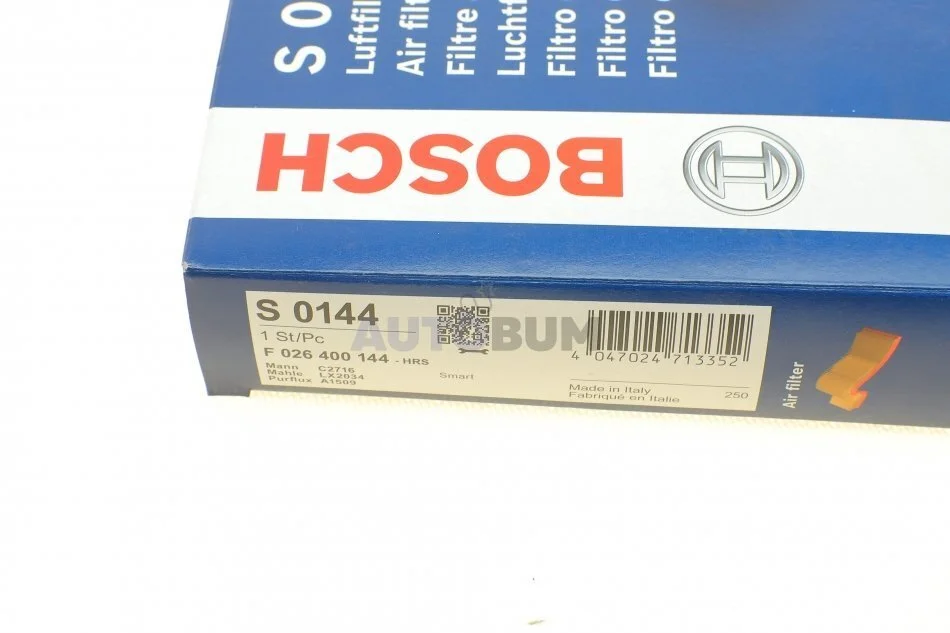 S 0
Luftfil
Air filt
Filtre
Luchtf
Filtro
Filtro
Filtro
BOSCH
S 0144
1 St/Pc
F 026 400 144 - HRS
Mann C2716
Mahle LX2034
Purflux A1509
Smart
AUTOBUM
4 047024 713352
Made in Italy
Fabriqué en Italie
250
Air filter